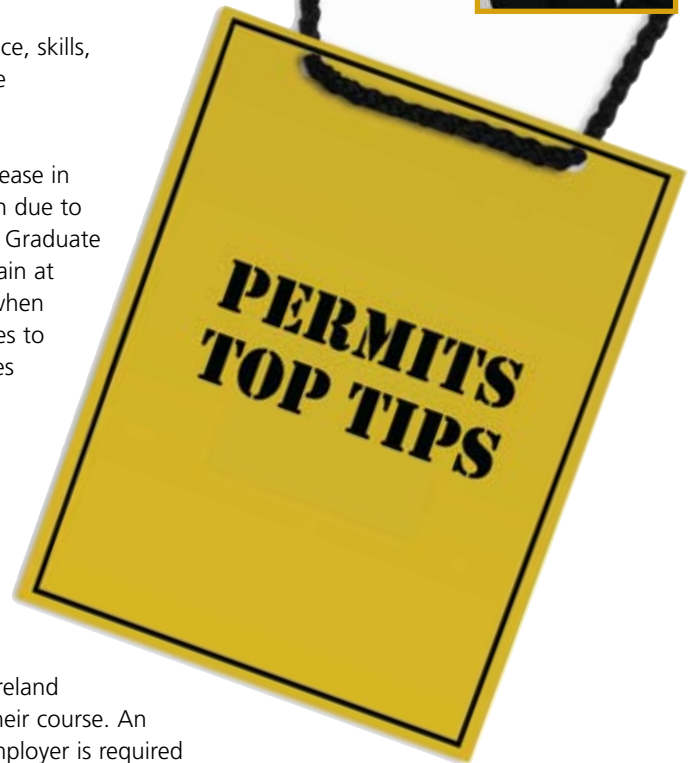 ce, skills,
e
ease in
n due to
Graduate
ain at
when
es to
es
PERMITS
TOP TIPS
reland
heir course. An
mployer is required